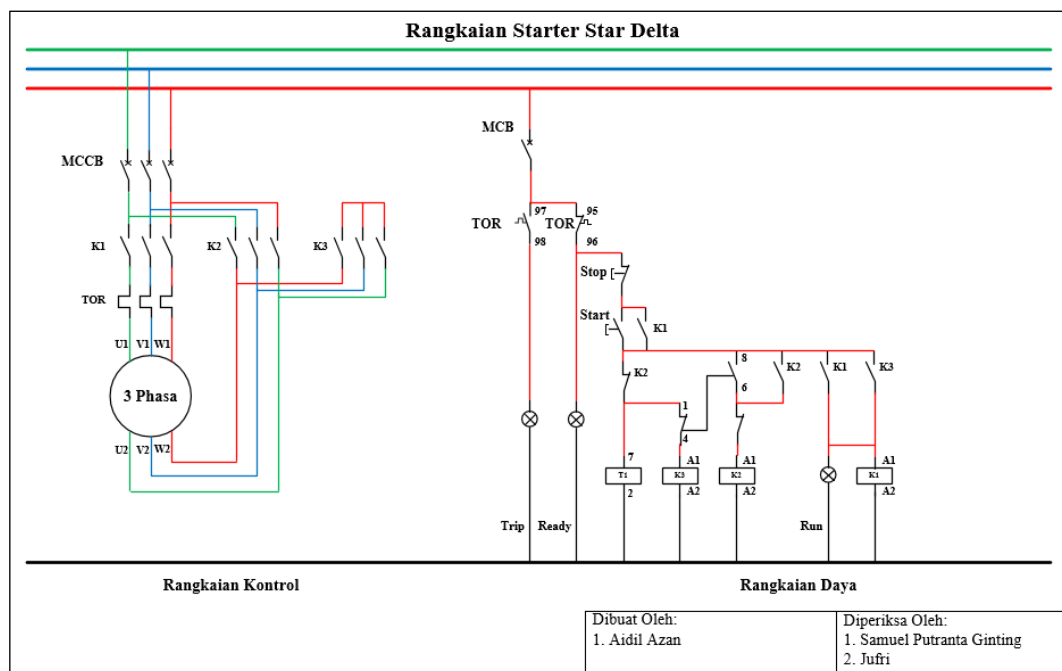 Rangkaian Starter Star Delta
MCCB
K1
K2
K3
TOR
U1 V1 W1
3 Phasa
U2 V2 W2
MCB
97
TOR
98
95
TOR
96
Stop
Start
K1
K2
8
6
K2
K1
K3
1
4
7
T1
2
A1
K3
A2
A1
K2
A2
A1
K1
A2
Trip
Ready
Run
Rangkaian Kontrol
Rangkaian Daya
Dibuat Oleh:
1. Aidil Azan
Diperiksa Oleh:
1. Samuel Putranta Ginting
2. Jufri